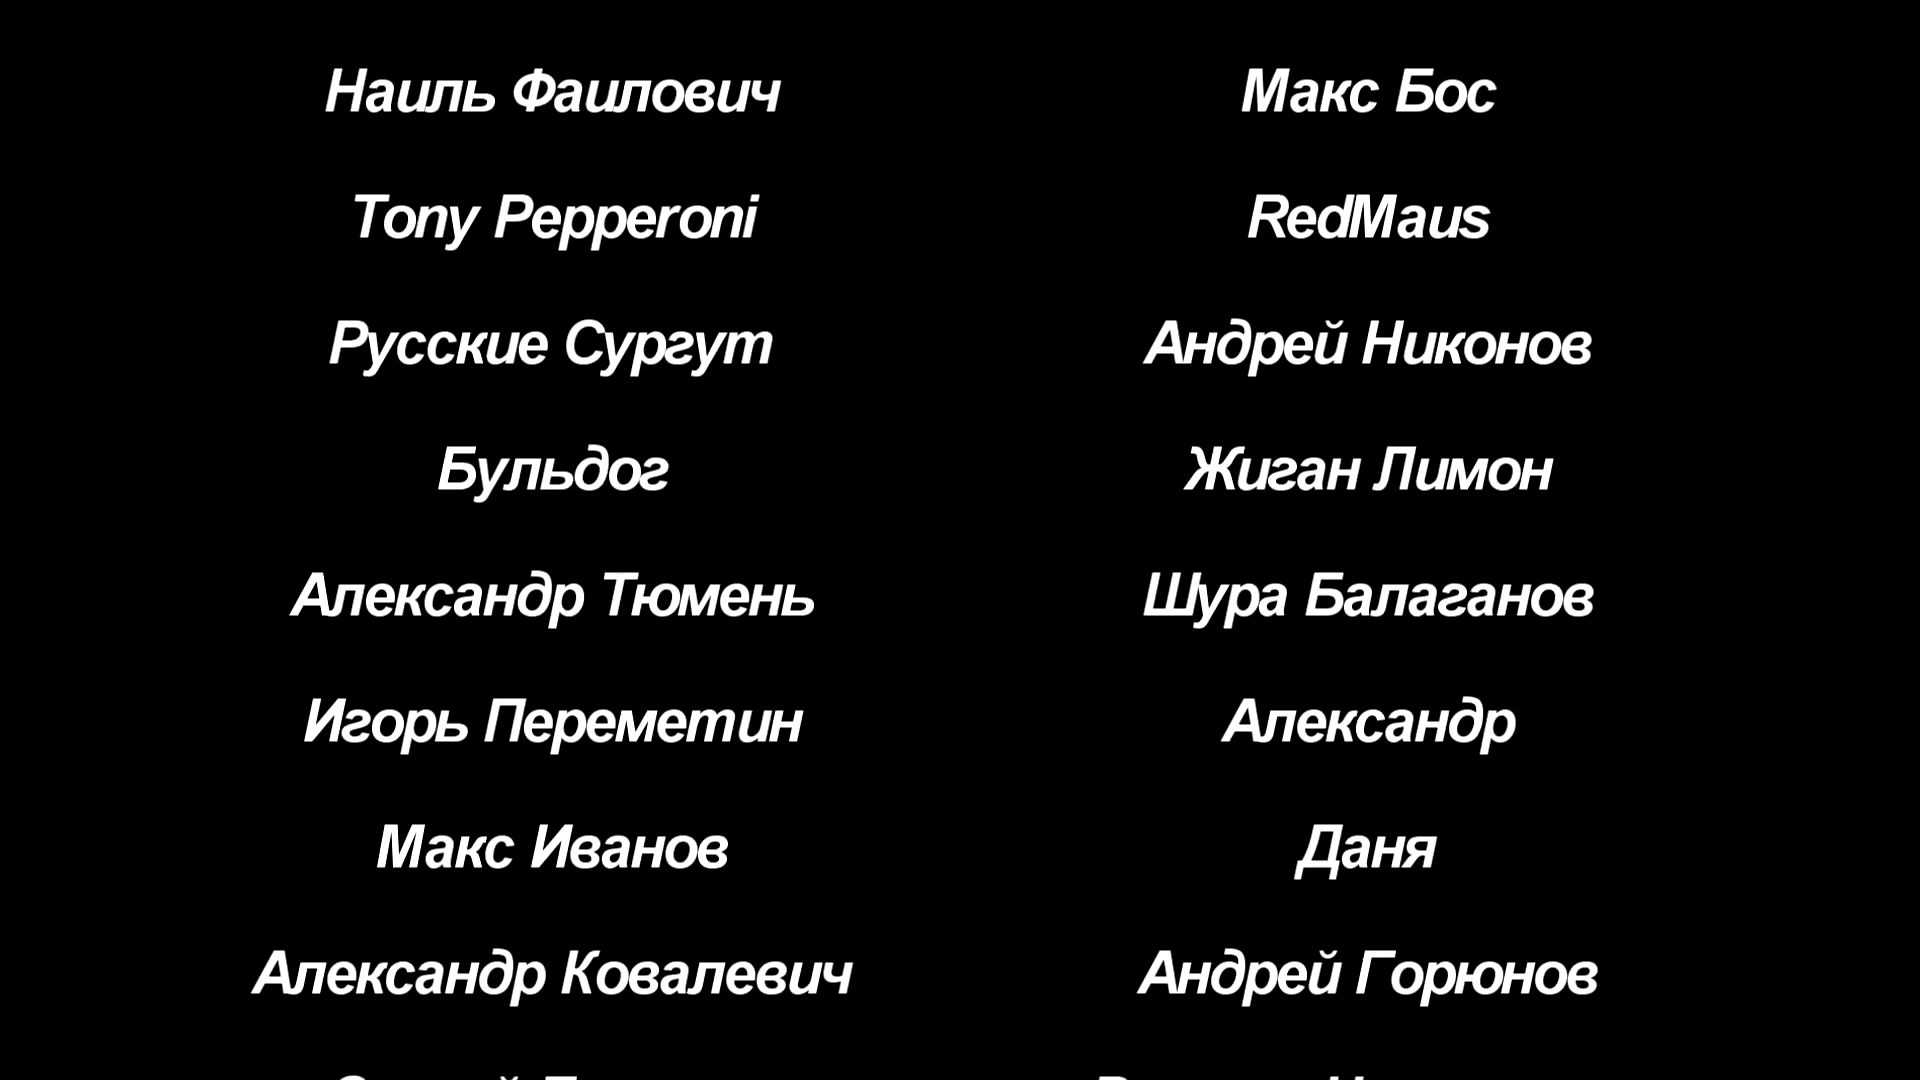 Наиль Фаилович
Макс Бос
Tony Pepperoni
RedMaus
Русские Сургут
Андрей Никонов
Бульдог
Жиган Лимон
Александр Тюмень
Шура Балаганов
Игорь Переметин
Александр
Макс Иванов
Даня
Александр Ковалевич
Андрей Горюнов